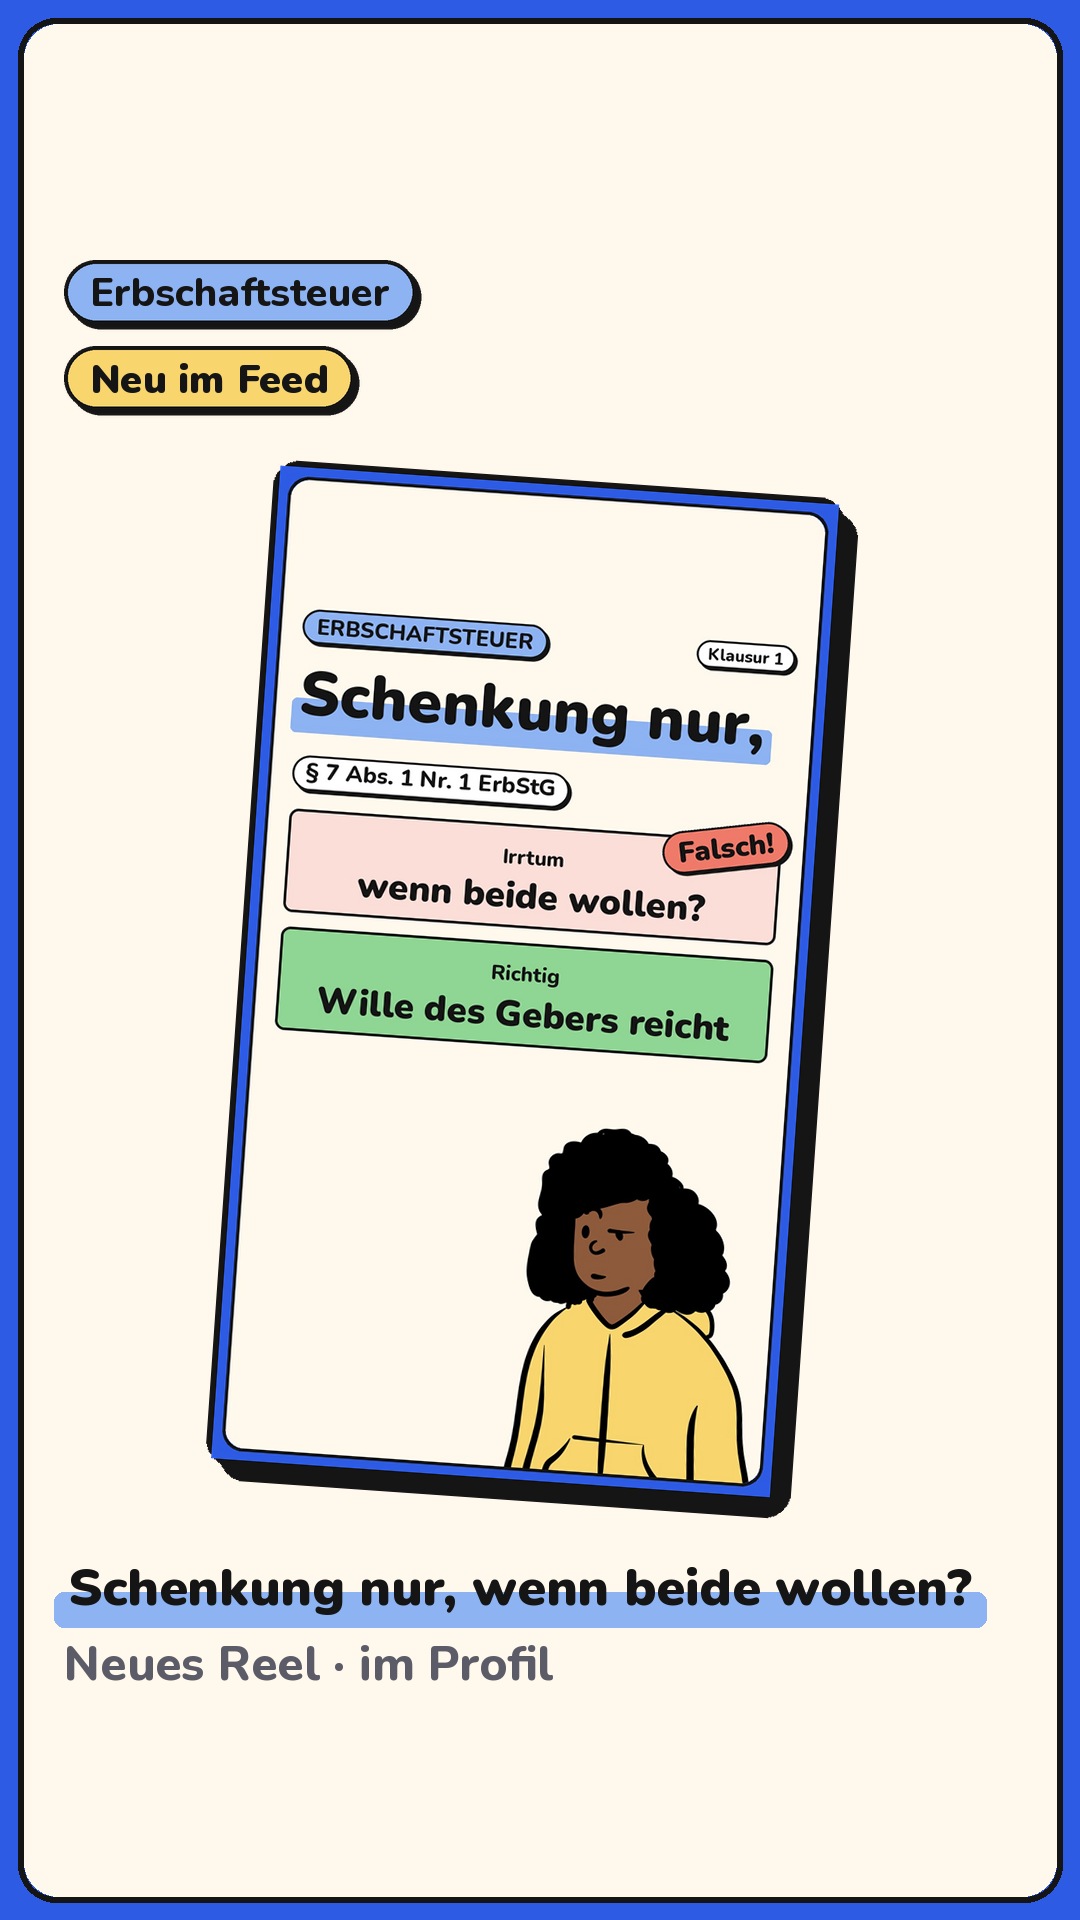 Erbschaftsteuer
Neu im Feed
ERBSCHAFTSTEUER
Klausur 1
Schenkung nur,
§ 7 Abs. 1 Nr. 1 ErbStG
Falsch!
Irrtum
wenn beide wollen?
Richtig
Wille des Gebers reicht
Schenkung nur, wenn beide wollen?
Neues Reel · im Profil